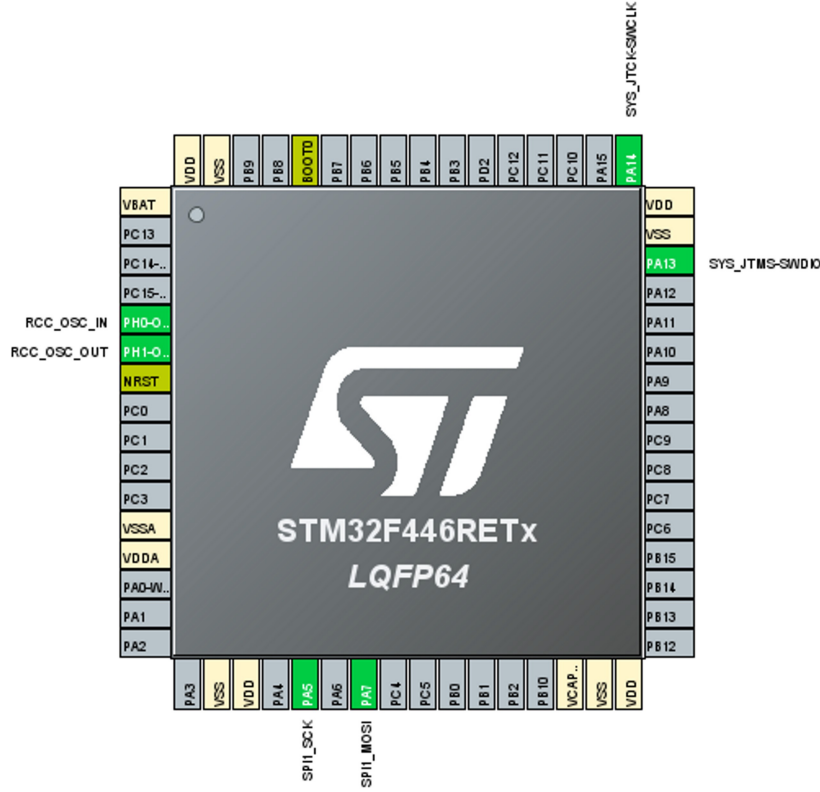 SYS_JTCK-SWCLK
VDD
VSS
PB9
PB8
BOOT0
PB7
PB6
PB5
PB4
PB3
PD2
PC12
PC11
PC10
PA15
PA14
VBAT
PC13
PC14-..
PC15-..
RCC_OSC_IN PH0-O..
RCC_OSC_OUT PH1-O..
NRST
PC0
PC1
PC2
PC3
VSSA
VDDA
PA0-W..
PA1
PA2
VDD
VSS
PA13 SYS_JTMS-SWDIO
PA12
PA11
PA10
PA9
PA8
PC9
PC8
PC7
PC6
PB15
PB14
PB13
PB12
ST
STM32F446RETx
LQFP64
PA3
VSS
VDD
PA4
PA5
PA6
PA7
PC4
PC5
PB0
PB1
PB2
PB10
VCAP..
VSS
VDD
SPI1_SCK
SPI1_MOSI